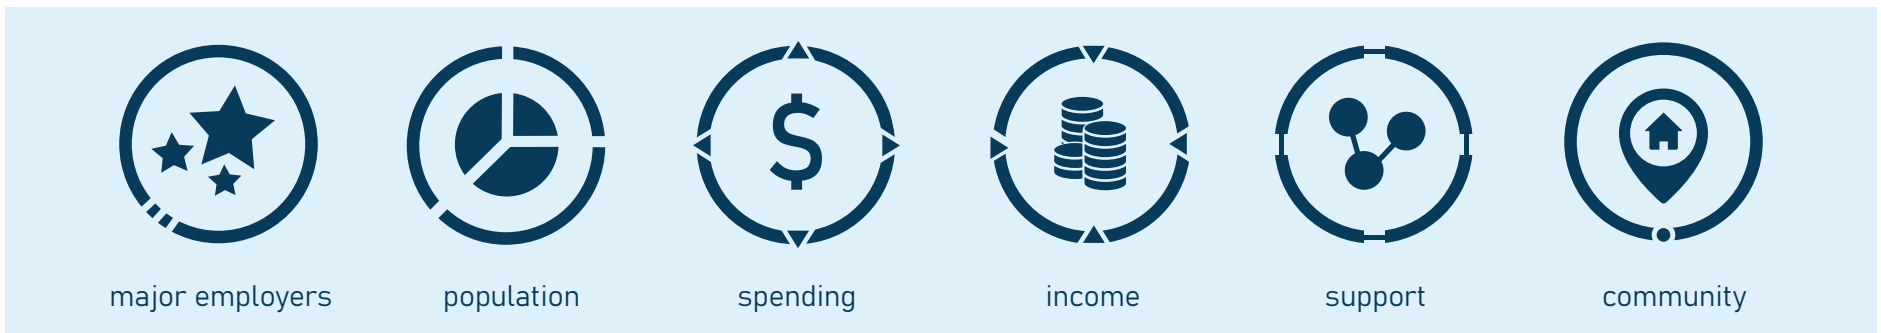 major employers
population
spending
income
support
community